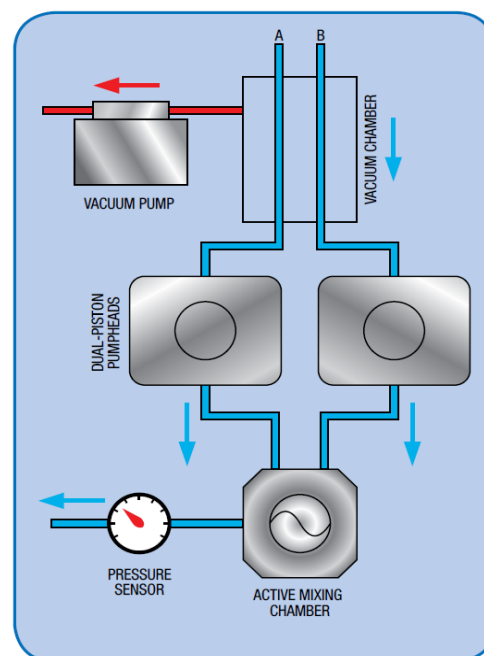 A
B
VACUUM PUMP
VACUUM CHAMBER
DUAL-PISTON
PUMPHEADS
PRESSURE
SENSOR
ACTIVE MIXING
CHAMBER